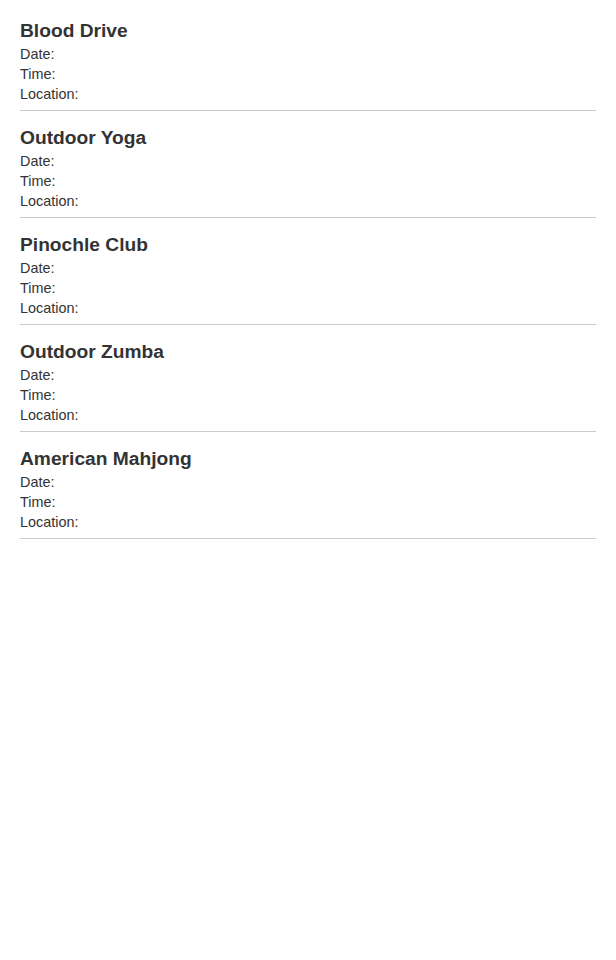 Blood Drive
Date:
Time:
Location:
Outdoor Yoga
Date:
Time:
Location:
Pinochle Club
Date:
Time:
Location:
Outdoor Zumba
Date:
Time:
Location:
American Mahjong
Date:
Time:
Location: